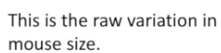 This is the raw variation in
mouse size.